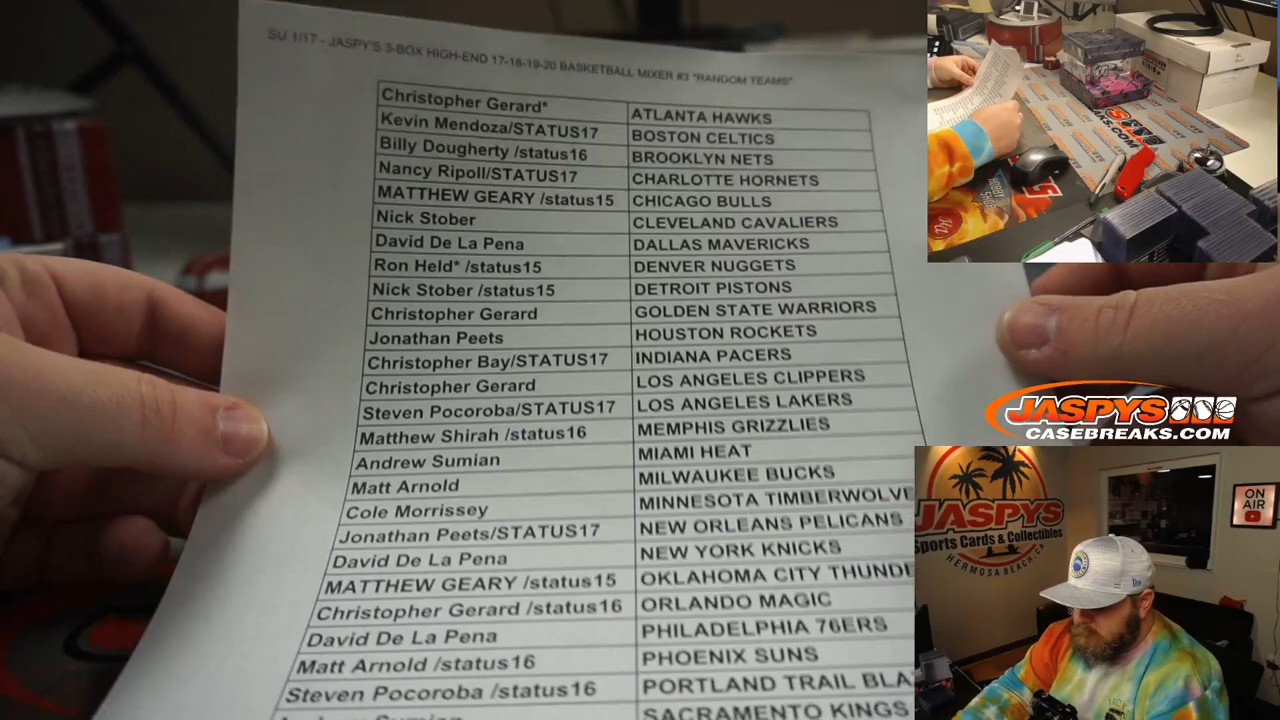 SU 1/17 - JASPY'S 3-BOX HIGH-END 17-18-19-20 BASKETBALL MIXER #3 "RANDOM TEAMS"
Christopher Gerard* ATLANTA HAWKS
Kevin Mendoza/STATUS17 BOSTON CELTICS
Billy Dougherty /status16 BROOKLYN NETS
Nancy Ripoll/STATUS17 CHARLOTTE HORNETS
MATTHEW GEARY /status15 CHICAGO BULLS
Nick Stober CLEVELAND CAVALIERS
David De La Pena DALLAS MAVERICKS
Ron Held* /status15 DENVER NUGGETS
Nick Stober /status15 DETROIT PISTONS
Christopher Gerard GOLDEN STATE WARRIORS
Jonathan Peets HOUSTON ROCKETS
Christopher Bay/STATUS17 INDIANA PACERS
Christopher Gerard LOS ANGELES CLIPPERS
Steven Pocoroba/STATUS17 LOS ANGELES LAKERS
Matthew Shirah /status16 MEMPHIS GRIZZLIES
Andrew Sumian MIAMI HEAT
Matt Arnold MILWAUKEE BUCKS
Cole Morrissey MINNESOTA TIMBERWOLVE
Jonathan Peets/STATUS17 NEW ORLEANS PELICANS
David De La Pena NEW YORK KNICKS
MATTHEW GEARY /status15 OKLAHOMA CITY THUNDE
Christopher Gerard /status16 ORLANDO MAGIC
David De La Pena PHILADELPHIA 76ERS
Matt Arnold /status16 PHOENIX SUNS
Steven Pocoroba /status16 PORTLAND TRAIL BLA
Andrew Sumian SACRAMENTO KINGS
JASPYS
CASEBREAKS.COM
JASPYS
Sports Cards & Collectibles
HERMOSA BEACH, CA
ON
AIR